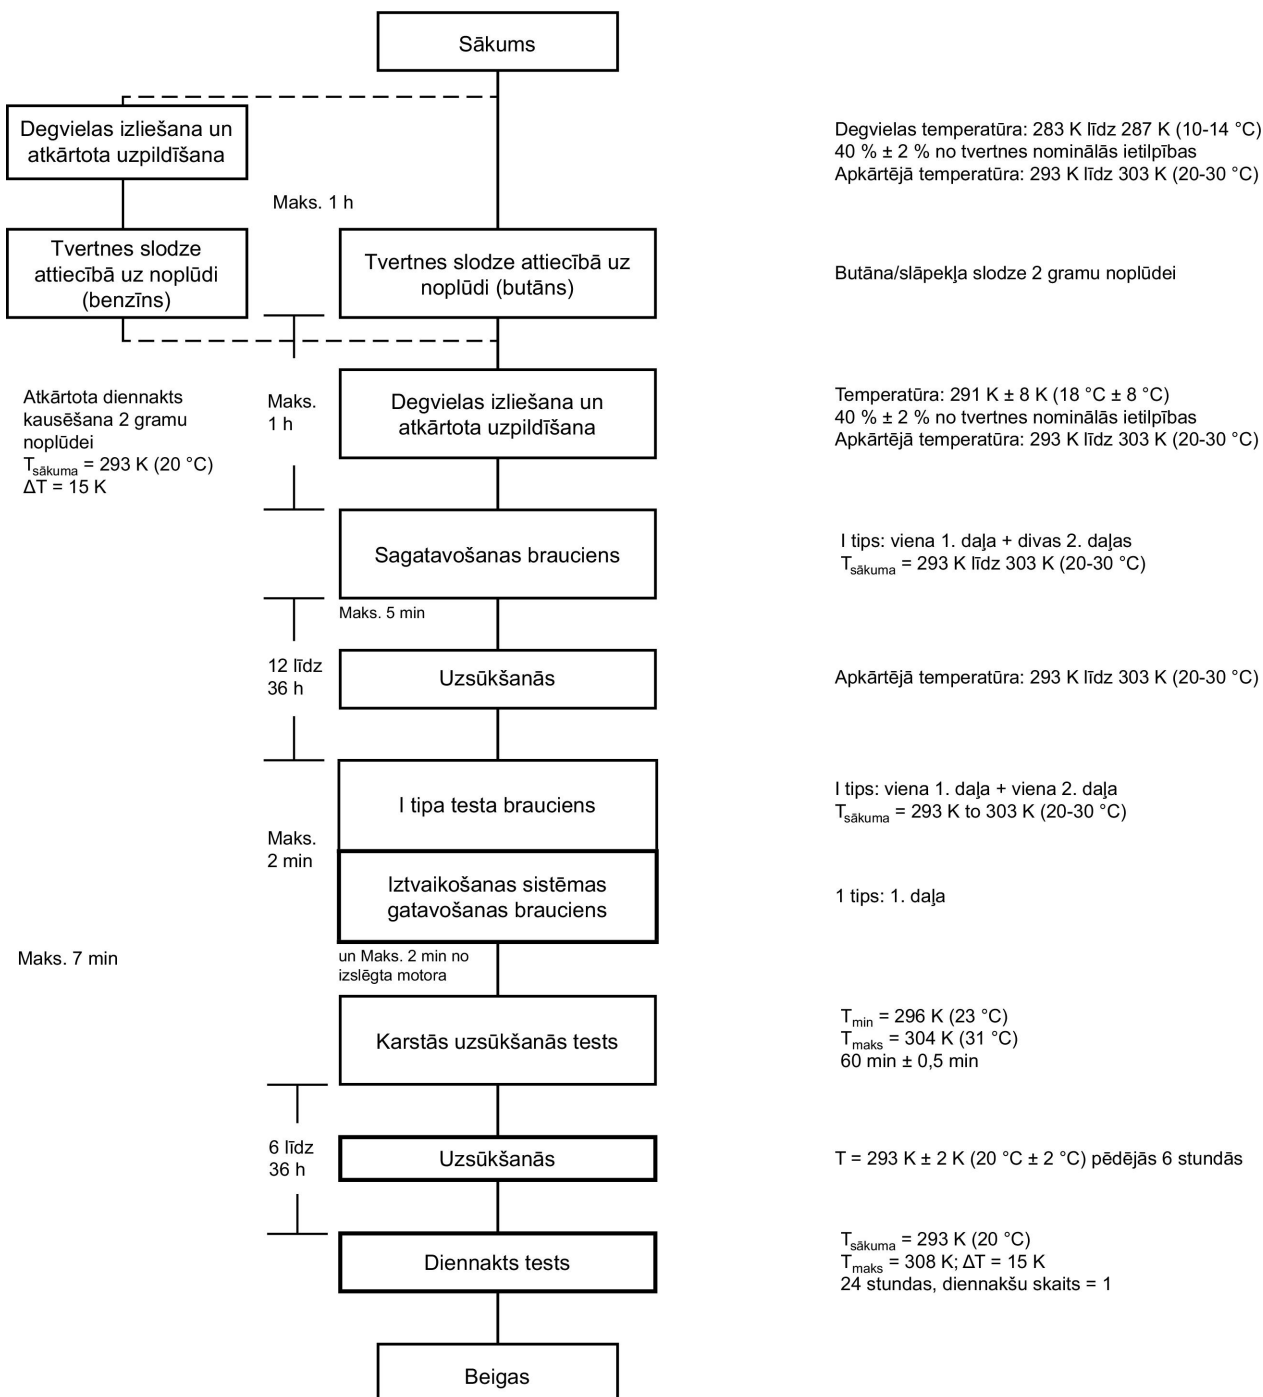 Sākums
Degvielas izliešana un
atkārtota uzpildīšana
Degvielas temperatūra: 283 K līdz 287 K (10-14 °C)
40 % ± 2 % no tvertnes nominālās ietilpības
Apkārtējā temperatūra: 293 K līdz 303 K (20-30 °C)
Maks. 1 h
Tvertnes slodze
attiecībā uz noplūdi
(benzīns)
Tvertnes slodze attiecībā uz
noplūdi (butāns)
Butāna/slāpekļa slodze 2 gramu noplūdei
Atkārtota diennakts
kausēšana 2 gramu
noplūdei
Tsākuma = 293 K (20 °C)
ΔT = 15 K
Maks.
1 h
Degvielas izliešana un
atkārtota uzpildīšana
Temperatūra: 291 K ± 8 K (18 °C ± 8 °C)
40 % ± 2 % no tvertnes nominālās ietilpības
Apkārtējā temperatūra: 293 K līdz 303 K (20-30 °C)
Sagatavošanas brauciens
I tips: viena 1. daļa + divas 2. daļas
Tsākuma = 293 K līdz 303 K (20-30 °C)
Maks. 5 min
12 līdz
36 h
Uzsūkšanās
Apkārtējā temperatūra: 293 K līdz 303 K (20-30 °C)
I tipa testa brauciens
I tips: viena 1. daļa + viena 2. daļa
Tsākuma = 293 K to 303 K (20-30 °C)
Maks.
2 min
Iztvaikošanas sistēmas
gatavošanas brauciens
1 tips: 1. daļa
Maks. 7 min
un Maks. 2 min no
izslēgta motora
Karstās uzsūkšanās tests
Tmin = 296 K (23 °C)
Tmaks = 304 K (31 °C)
60 min ± 0,5 min
6 līdz
36 h
Uzsūkšanās
T = 293 K ± 2 K (20 °C ± 2 °C) pēdējās 6 stundās
Diennakts tests
Tsākuma = 293 K (20 °C)
Tmaks = 308 K; ΔT = 15 K
24 stundas, diennakšu skaits = 1
Beigas